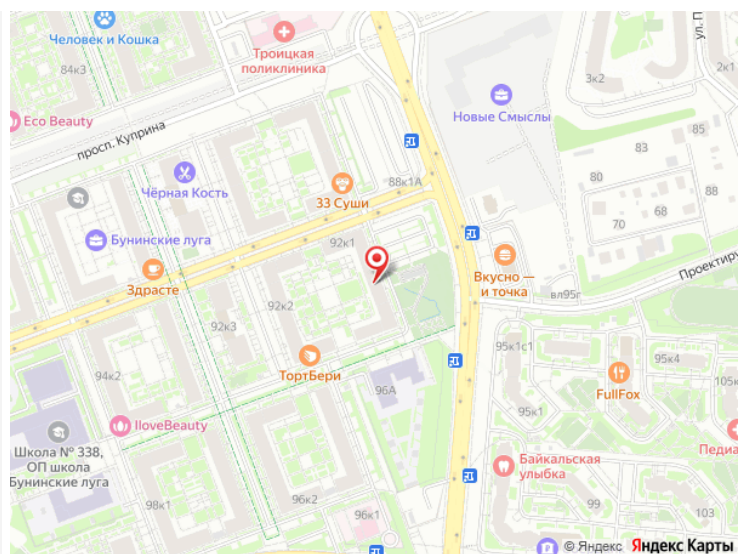 Человек и Кошка
84к3
Троицкая
поликлиника
3к2
2к1
Eco Beauty
просп. Куприна
Новые Смыслы
85
83
80
88
70
68
Чёрная Кость
88к1А
33 Суши
Бунинские луга
92к1
Здрасте
Вкусно —
и точка
вл95г
92к2
92к3
95к1с1
95к4
94к2
ТортБери
96А
FullFox
95к1
IloveBeauty
Школа № 338,
ОП школа
Бунинские луга
Байкальская
улыбка
98к1
96к2
96к1
99
103
© Яндекс Яндекс Карты